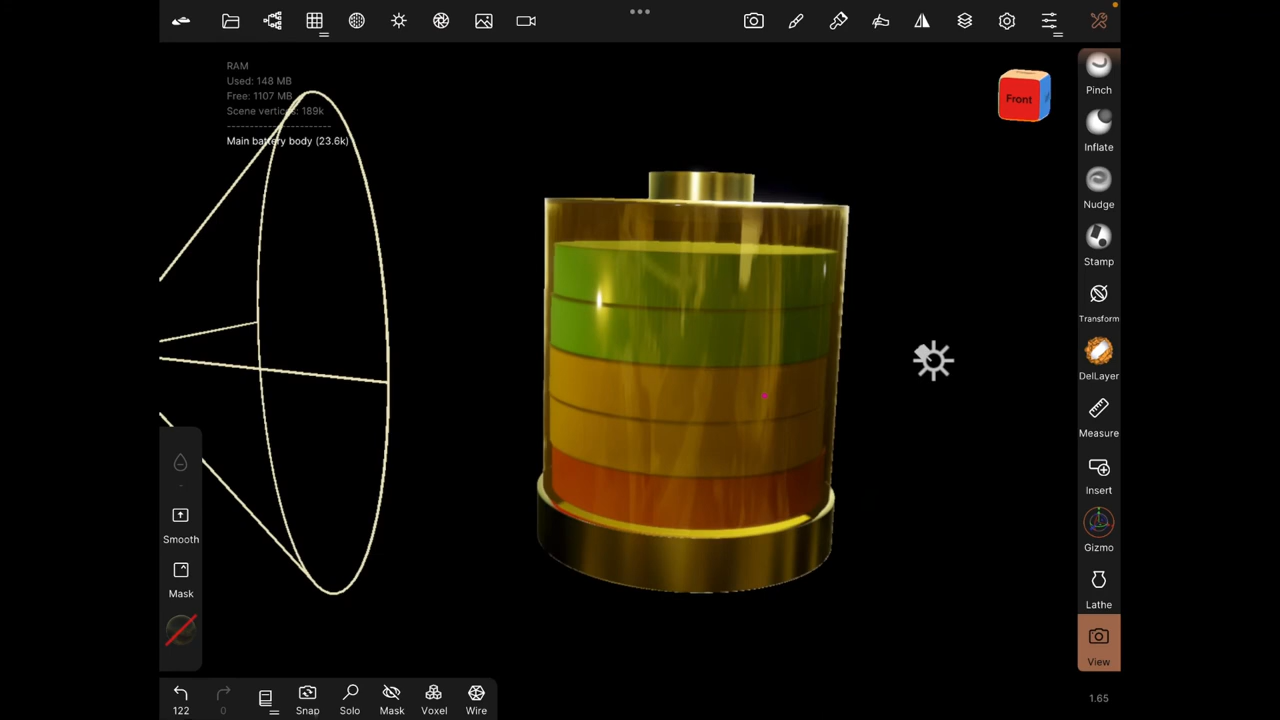 RAM
Used: 148 MB
Free: 1107 MB
Scene vertices: 189k
Main battery body (23.6k)
Front
Pinch
Inflate
Nudge
Stamp
Transform
DelLayer
Measure
Insert
Gizmo
Lathe
View
1.65
-
Smooth
Mask
122
0
Snap
Solo
Mask
Voxel
Wire